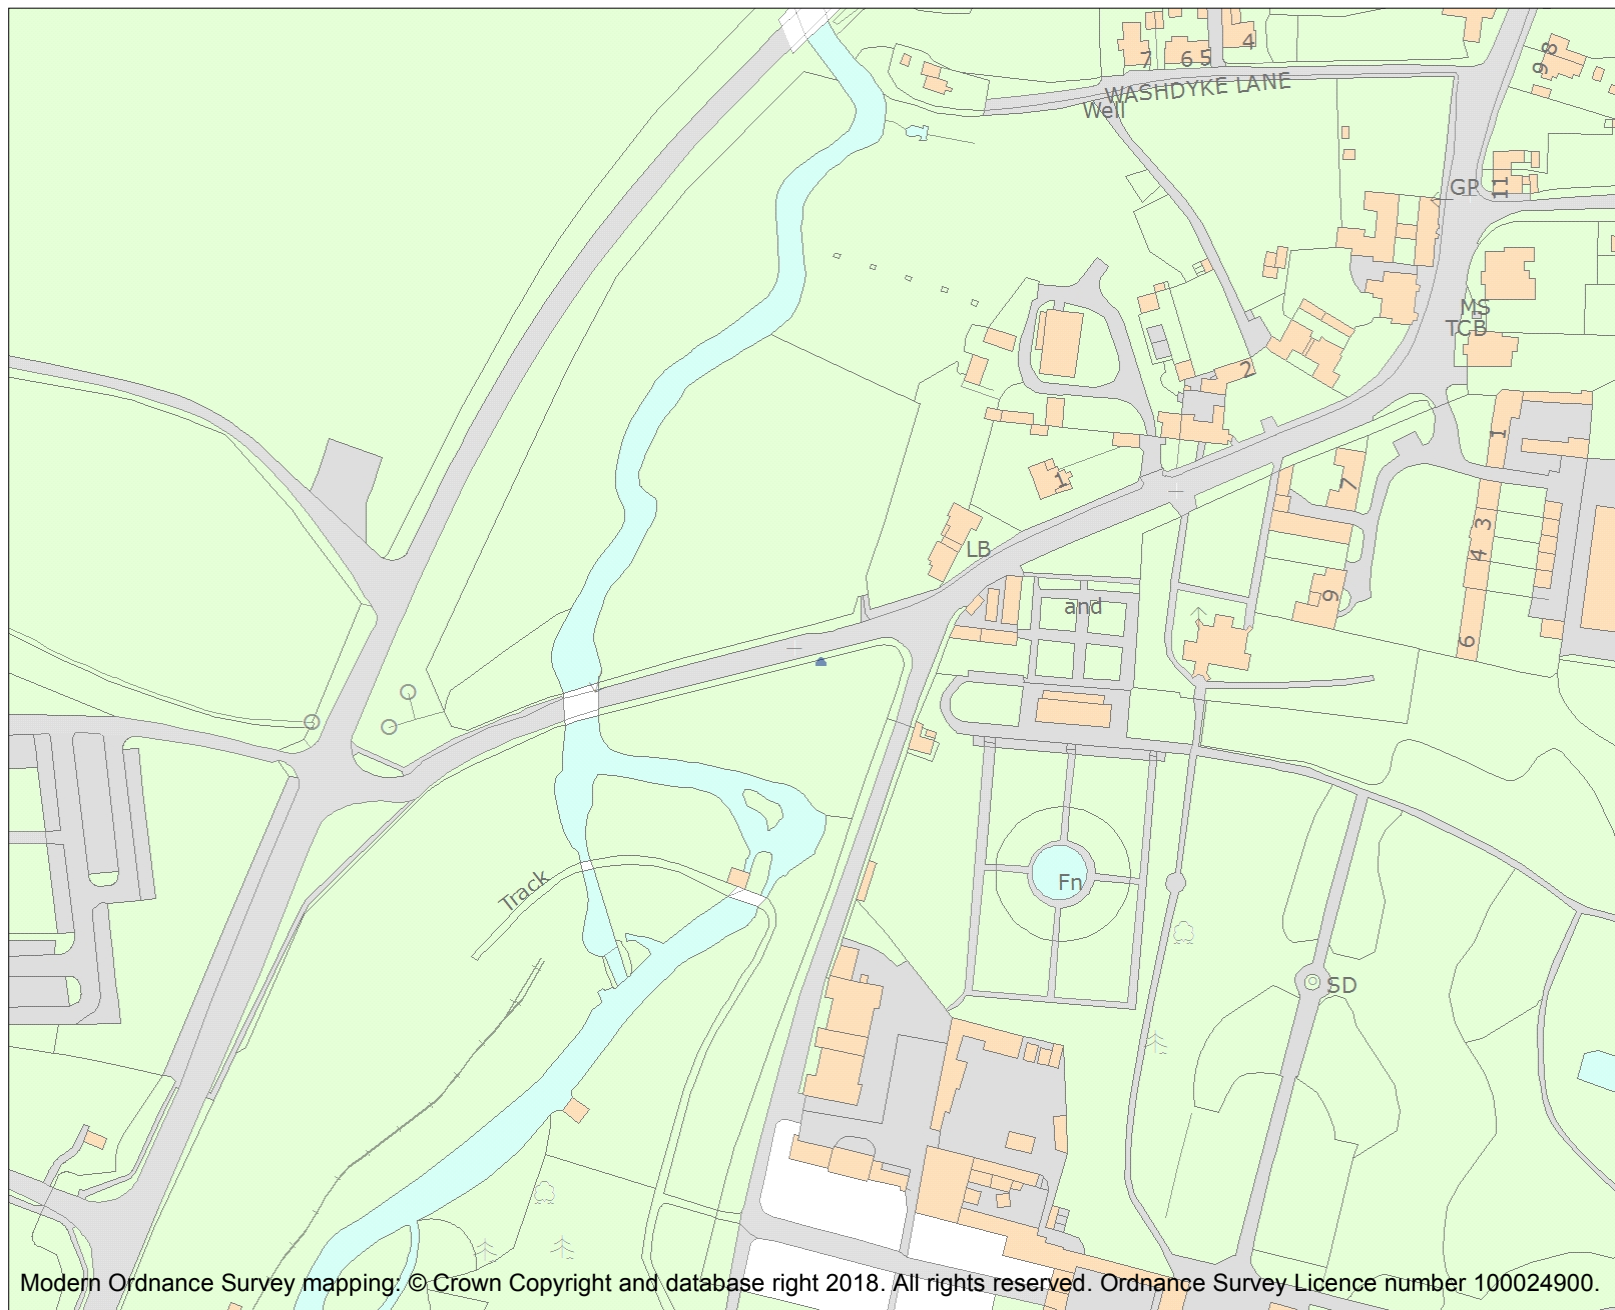 4
7
6 5
8
9
WASHDYKE LANE
Well
GP
11
MS
TCB
2
1
1
7
3
LB
4
and
9
6
Track
Fn
SD
Modern Ordnance Survey mapping: © Crown Copyright and database right 2018. All rights reserved. Ordnance Survey Licence number 100024900.